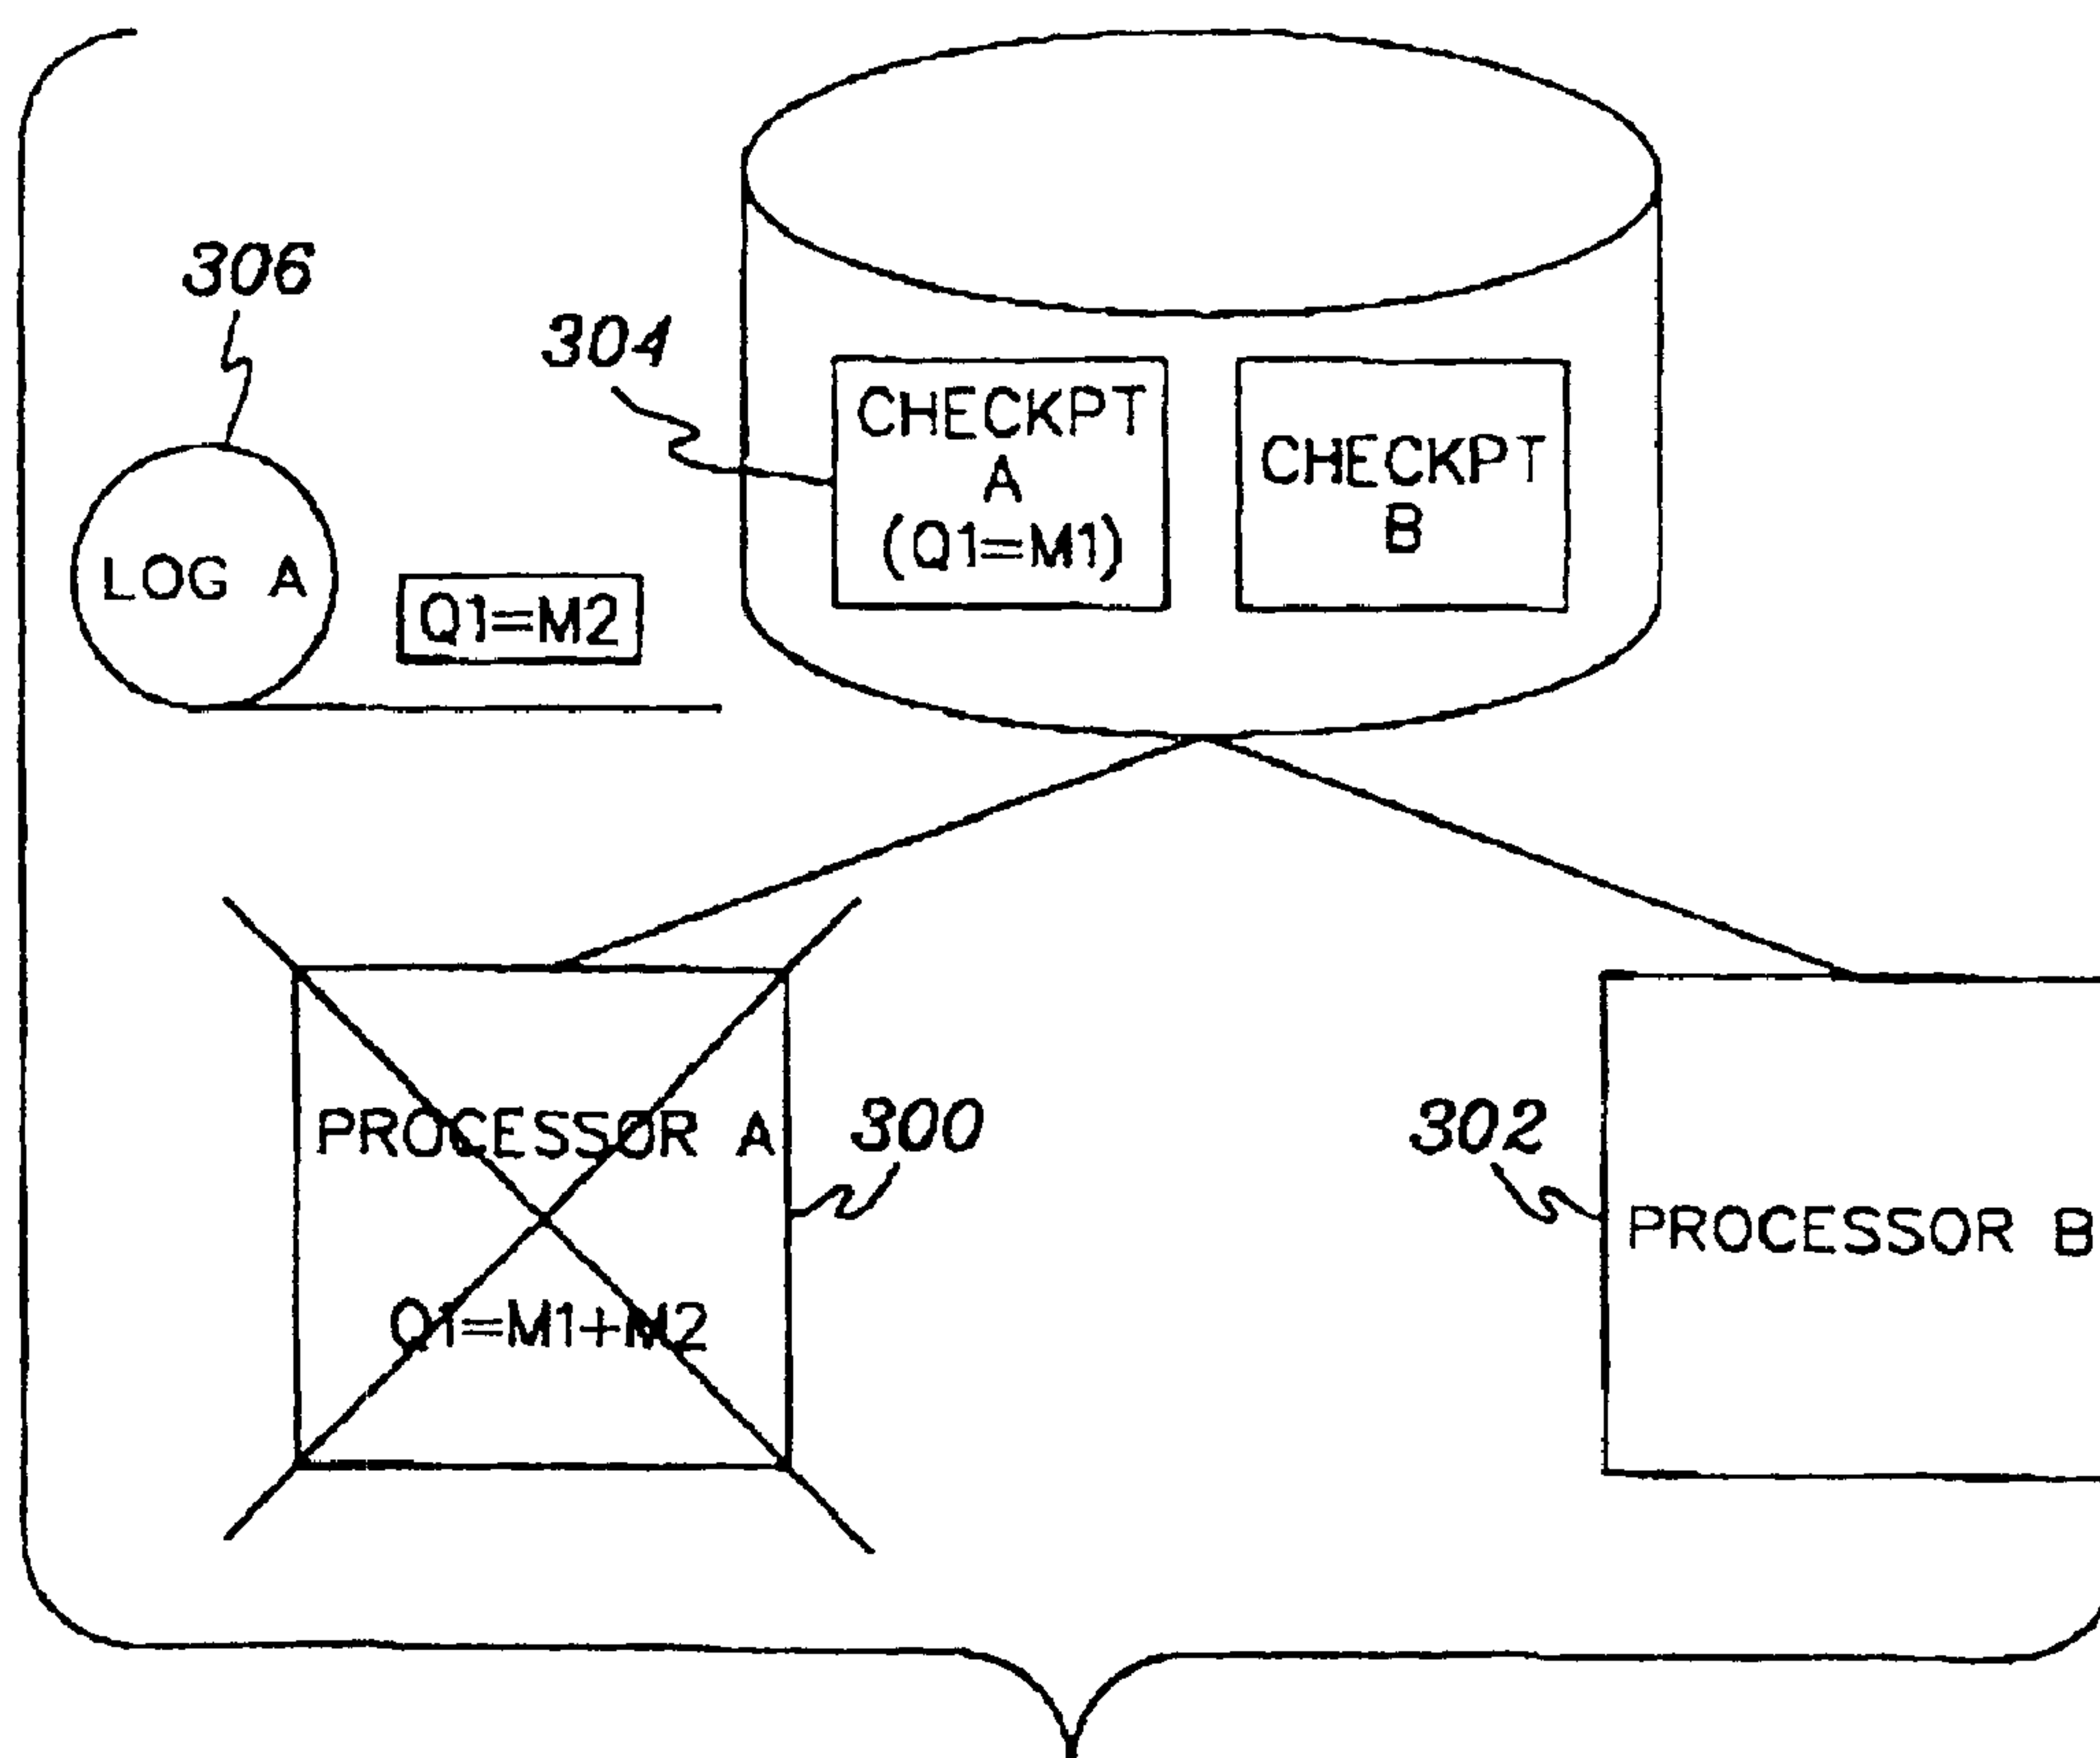 306
304
CHECKPT
A
(Q1=M1)
CHECKPT
B
LOG A
Q1=M2
PROCESSOR A
300
302
PROCESSOR B
Q1=M1+M2